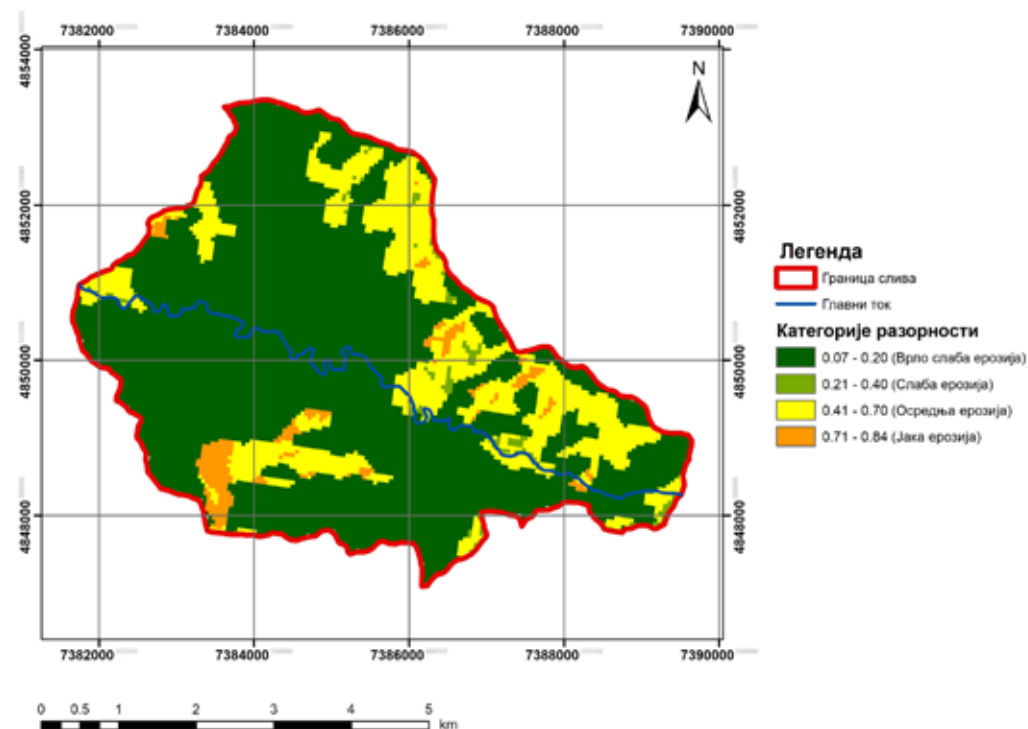 7382000 7384000 7386000 7388000 7390000
4854000
4852000
4850000
4848000
N
4852000
4850000
4848000
7382000 7384000 7386000 7388000 7390000
0 0.5 1 2 3 4 5
km
Легенда
Граница слива
Главни ток
Категорије разорности
0.07 - 0.20 (Врло слаба ерозија)
0.21 - 0.40 (Слаба ерозија)
0.41 - 0.70 (Осредња ерозија)
0.71 - 0.84 (Јака ерозија)